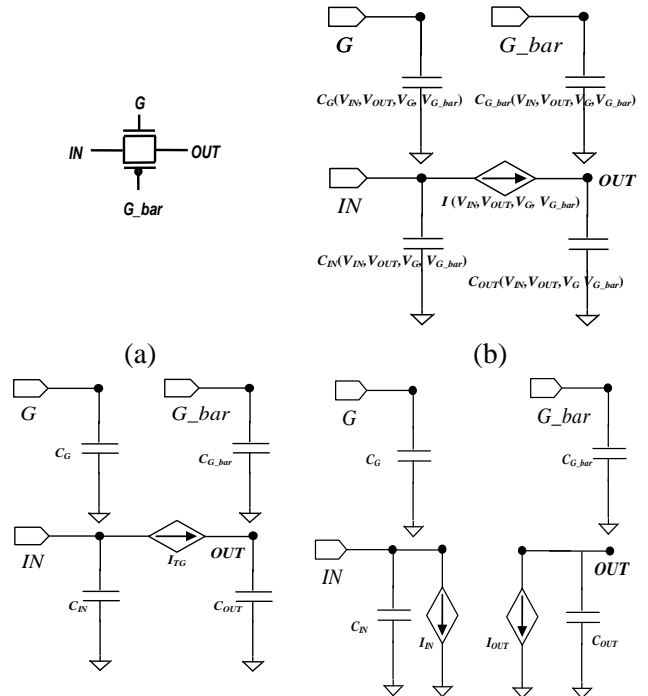 G
IN
OUT
G_bar
(a)
G
G_bar
C_G(V_IN,V_OUT,V_G, V_G_bar)
C_G_bar(V_IN,V_OUT,V_G,V_G_bar)
IN
OUT
I (V_IN,V_OUT,V_G, V_G_bar)
C_IN(V_IN,V_OUT,V_G, V_G_bar)
C_OUT(V_IN,V_OUT,V_G V_G_bar)
(b)
G
G_bar
C_G
C_G_bar
IN
OUT
I_TG
C_IN
C_OUT
G
G_bar
C_G
C_G_bar
IN
OUT
C_IN
I_IN
I_OUT
C_OUT